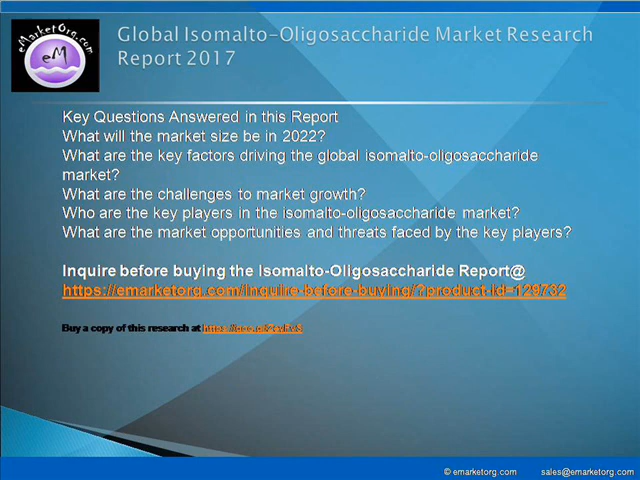 eMarketOrg.com
eM
Global Isomalto-Oligosaccharide Market Research
Report 2017
Key Questions Answered in this Report
What will the market size be in 2022?
What are the key factors driving the global isomalto-oligosaccharide
market?
What are the challenges to market growth?
Who are the key players in the isomalto-oligosaccharide market?
What are the market opportunities and threats faced by the key players?
Inquire before buying the Isomalto-Oligosaccharide Report@
https://emarketorg.com/inquire-before-buying/?product-id=129732
Buy a copy of this research at
© emarketorg.com sales@emarketorg.com